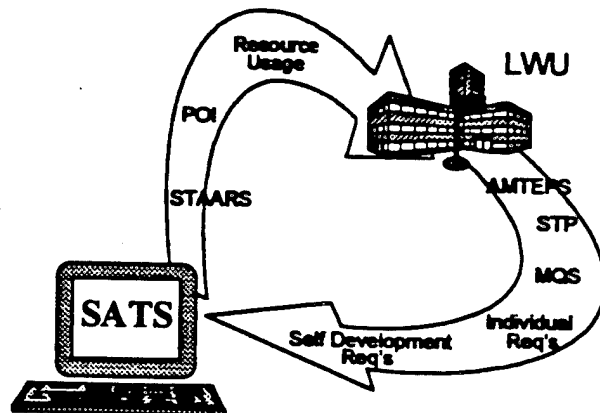 Resource
Usage
LWU
POI
STAARS
AMTEPS
STP
MQS
Individual
Req's
Self Development
Req's
SATS